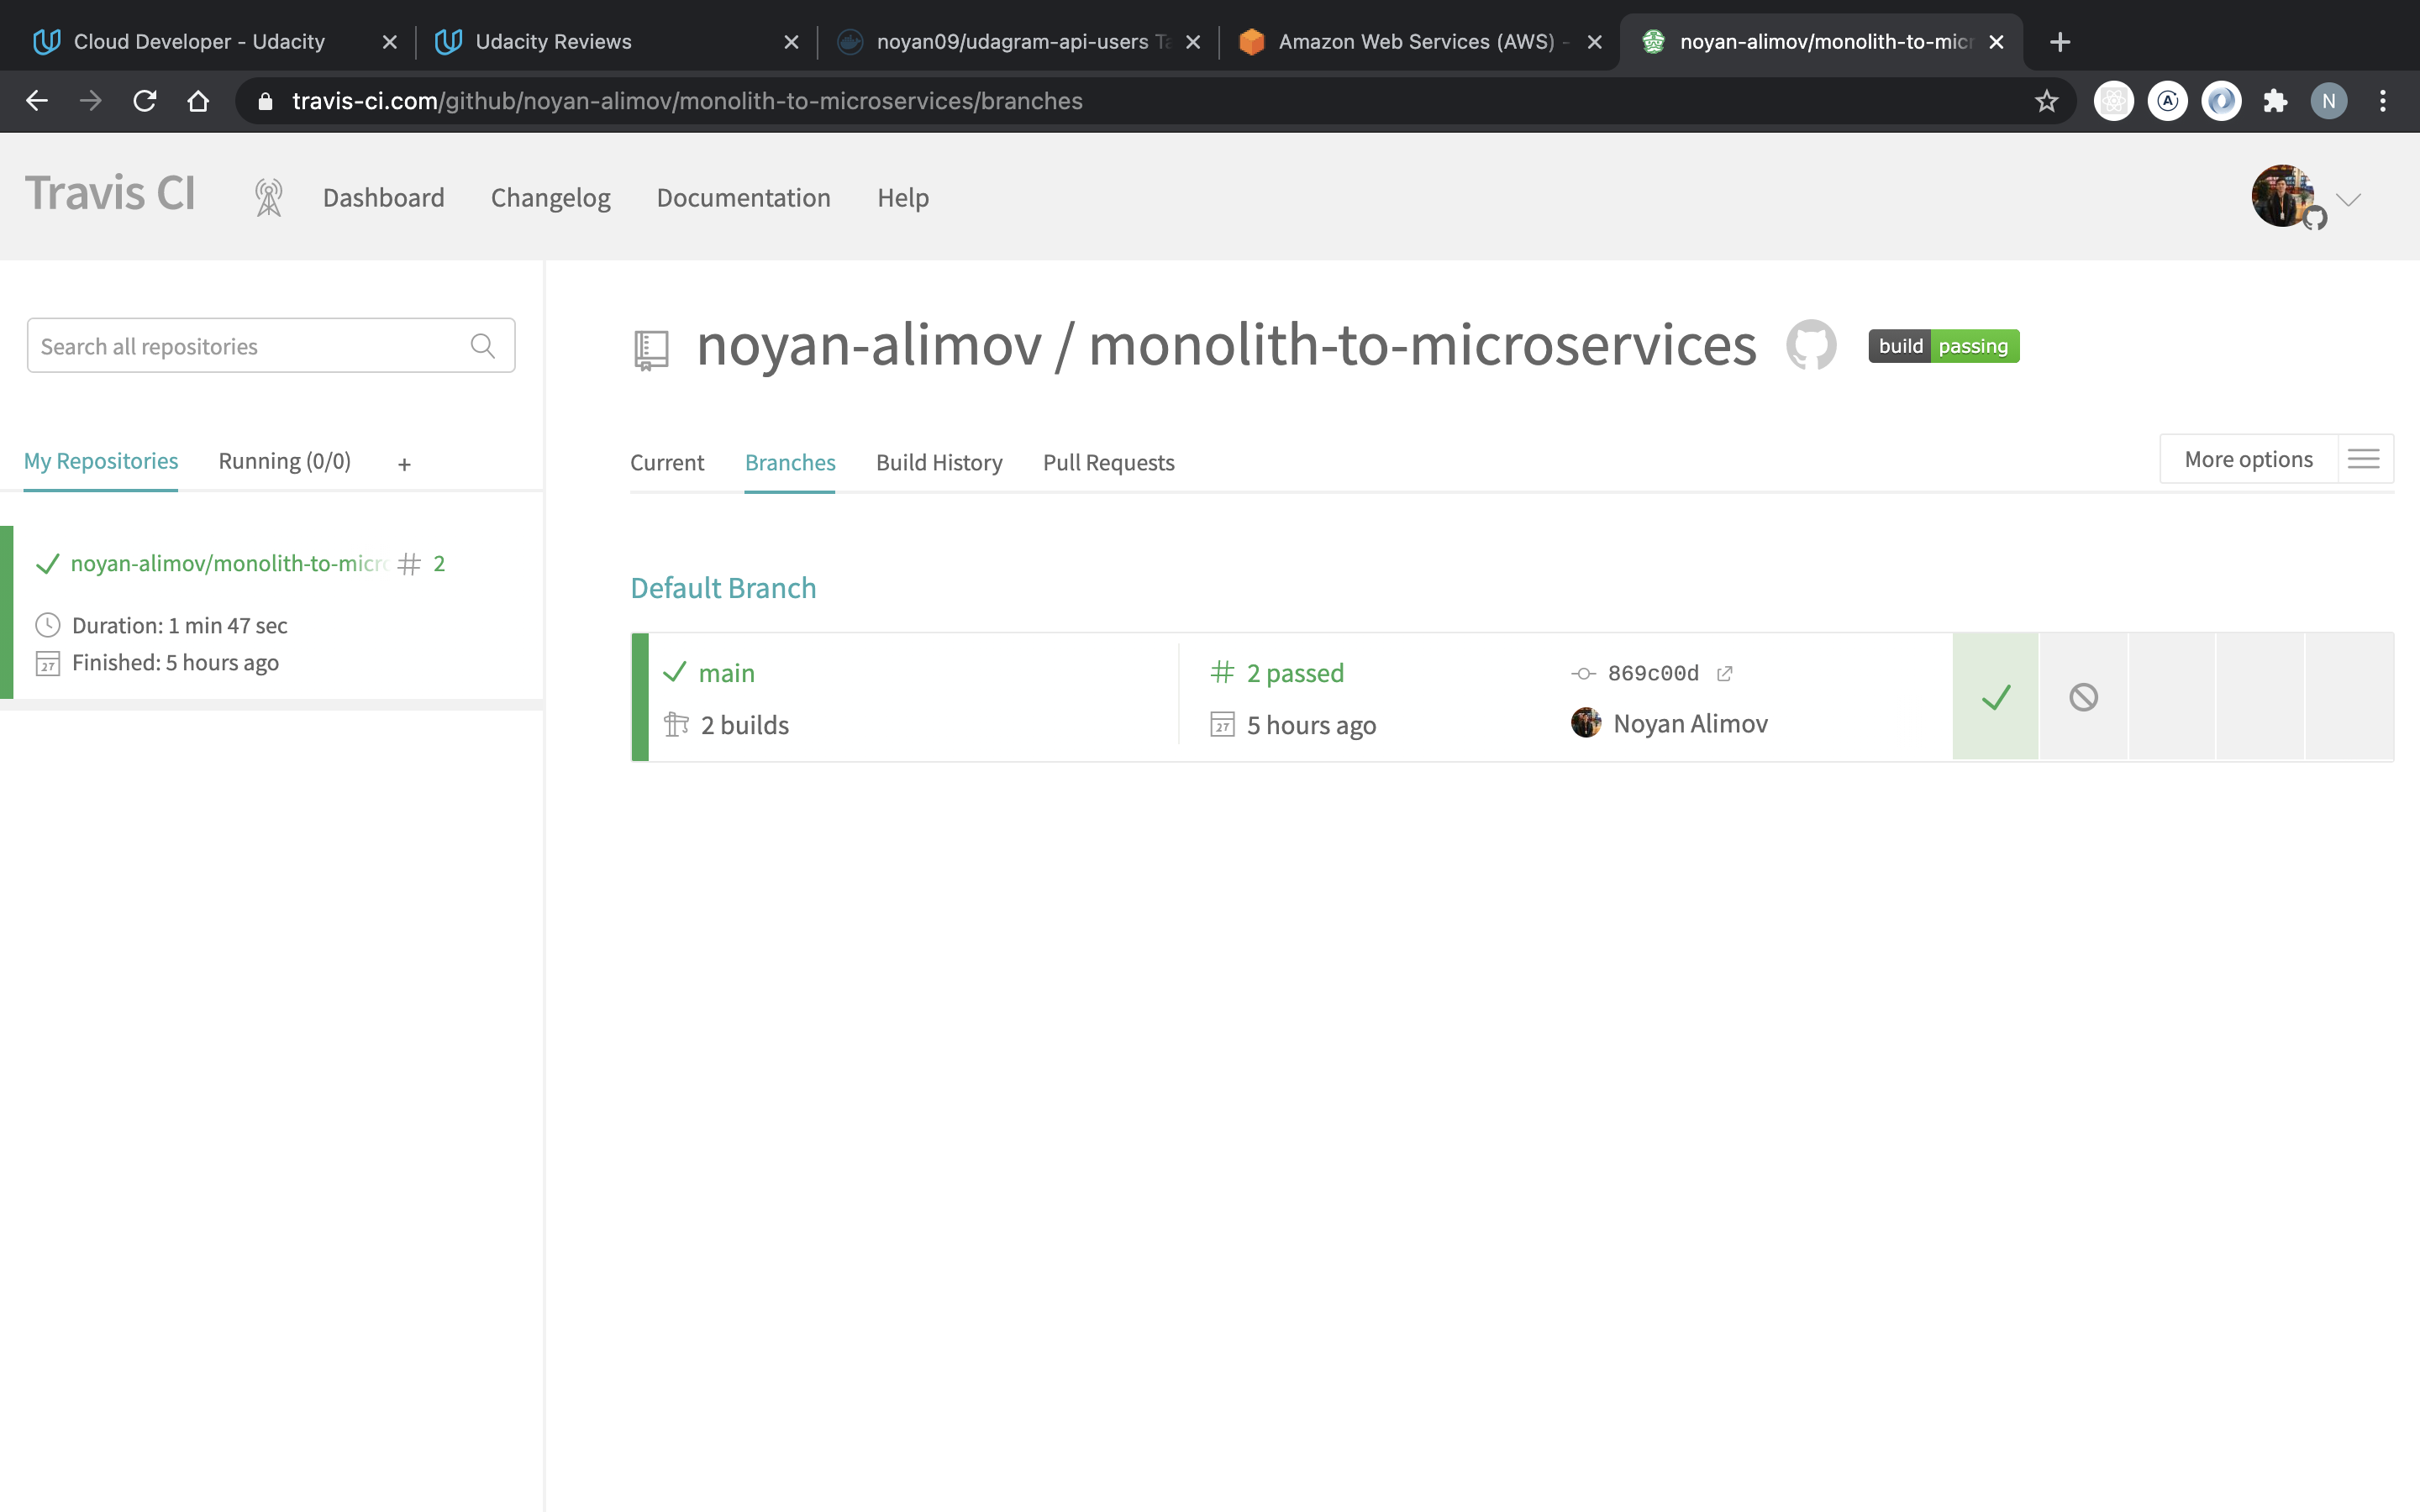 Cloud Developer - Udacity
Udacity Reviews
noyan09/udagram-api-users
Amazon Web Services (AWS) -
noyan-alimov/monolith-to-micr
travis-ci.com/github/noyan-alimov/monolith-to-microservices/branches
N
Travis CI
Dashboard
Changelog
Documentation
Help
Search all repositories
My Repositories
Running (0/0)
+
noyan-alimov/monolith-to-micro
# 2
Duration: 1 min 47 sec
27
Finished: 5 hours ago
noyan-alimov / monolith-to-microservices
build passing
Current
Branches
Build History
Pull Requests
More options
Default Branch
main
# 2 passed
869c00d
2 builds
27
5 hours ago
Noyan Alimov